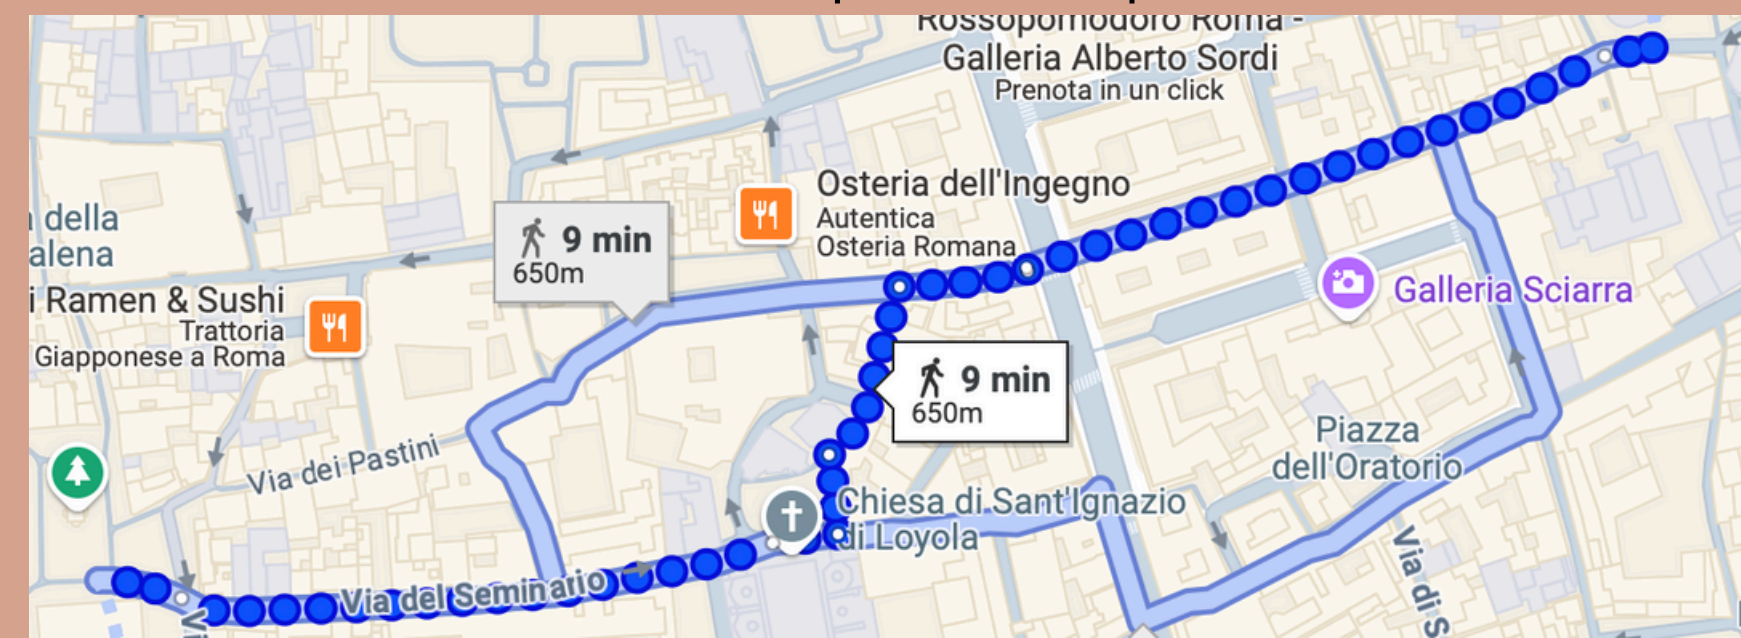 Rossopomodoro Roma -
Galleria Alberto Sordi
Prenota in un click
Osteria dell'Ingegno
Autentica
Osteria Romana
della
alena
9 min
650m
i Ramen & Sushi
Trattoria
Giapponese a Roma
Galleria Sciarra
9 min
650m
Via dei Pastini
Piazza
dell'Oratorio
Chiesa di Sant'Ignazio
di Loyola
Via del Seminario
Via di S
Vi